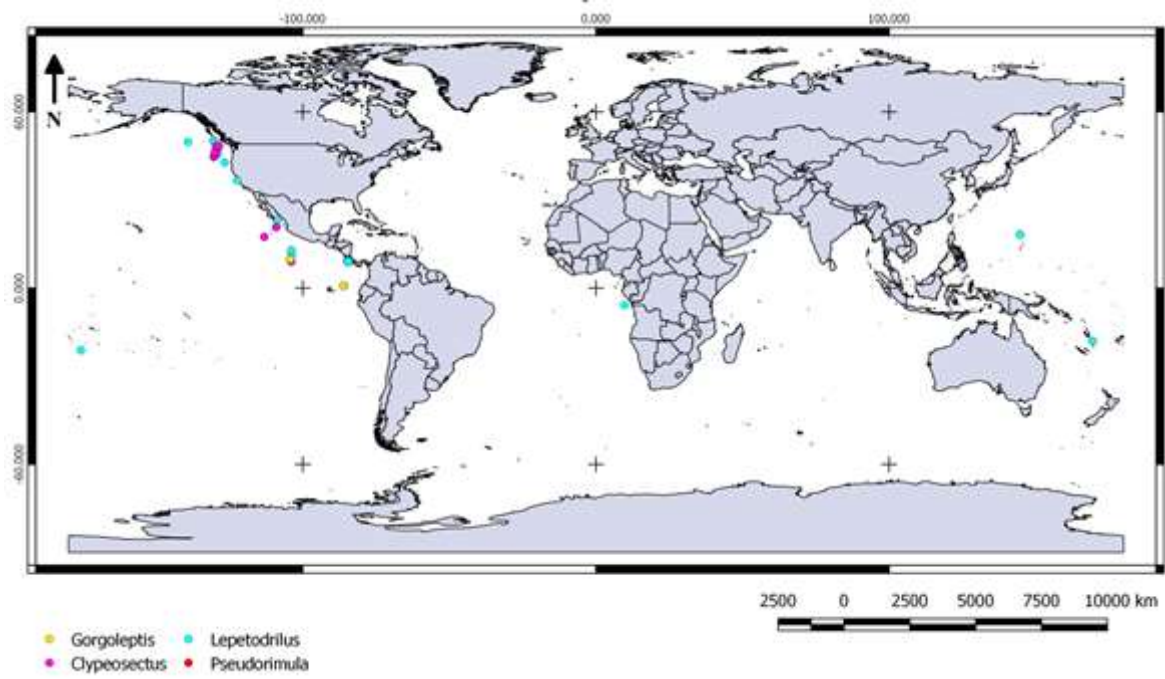 -100.000 0.000 100.000
N
60.000
0.000
-60.000
2500 0 2500 5000 7500 10000 km
Gorgoleptis Lepetodrilus
Clypeosectus Pseudorimula